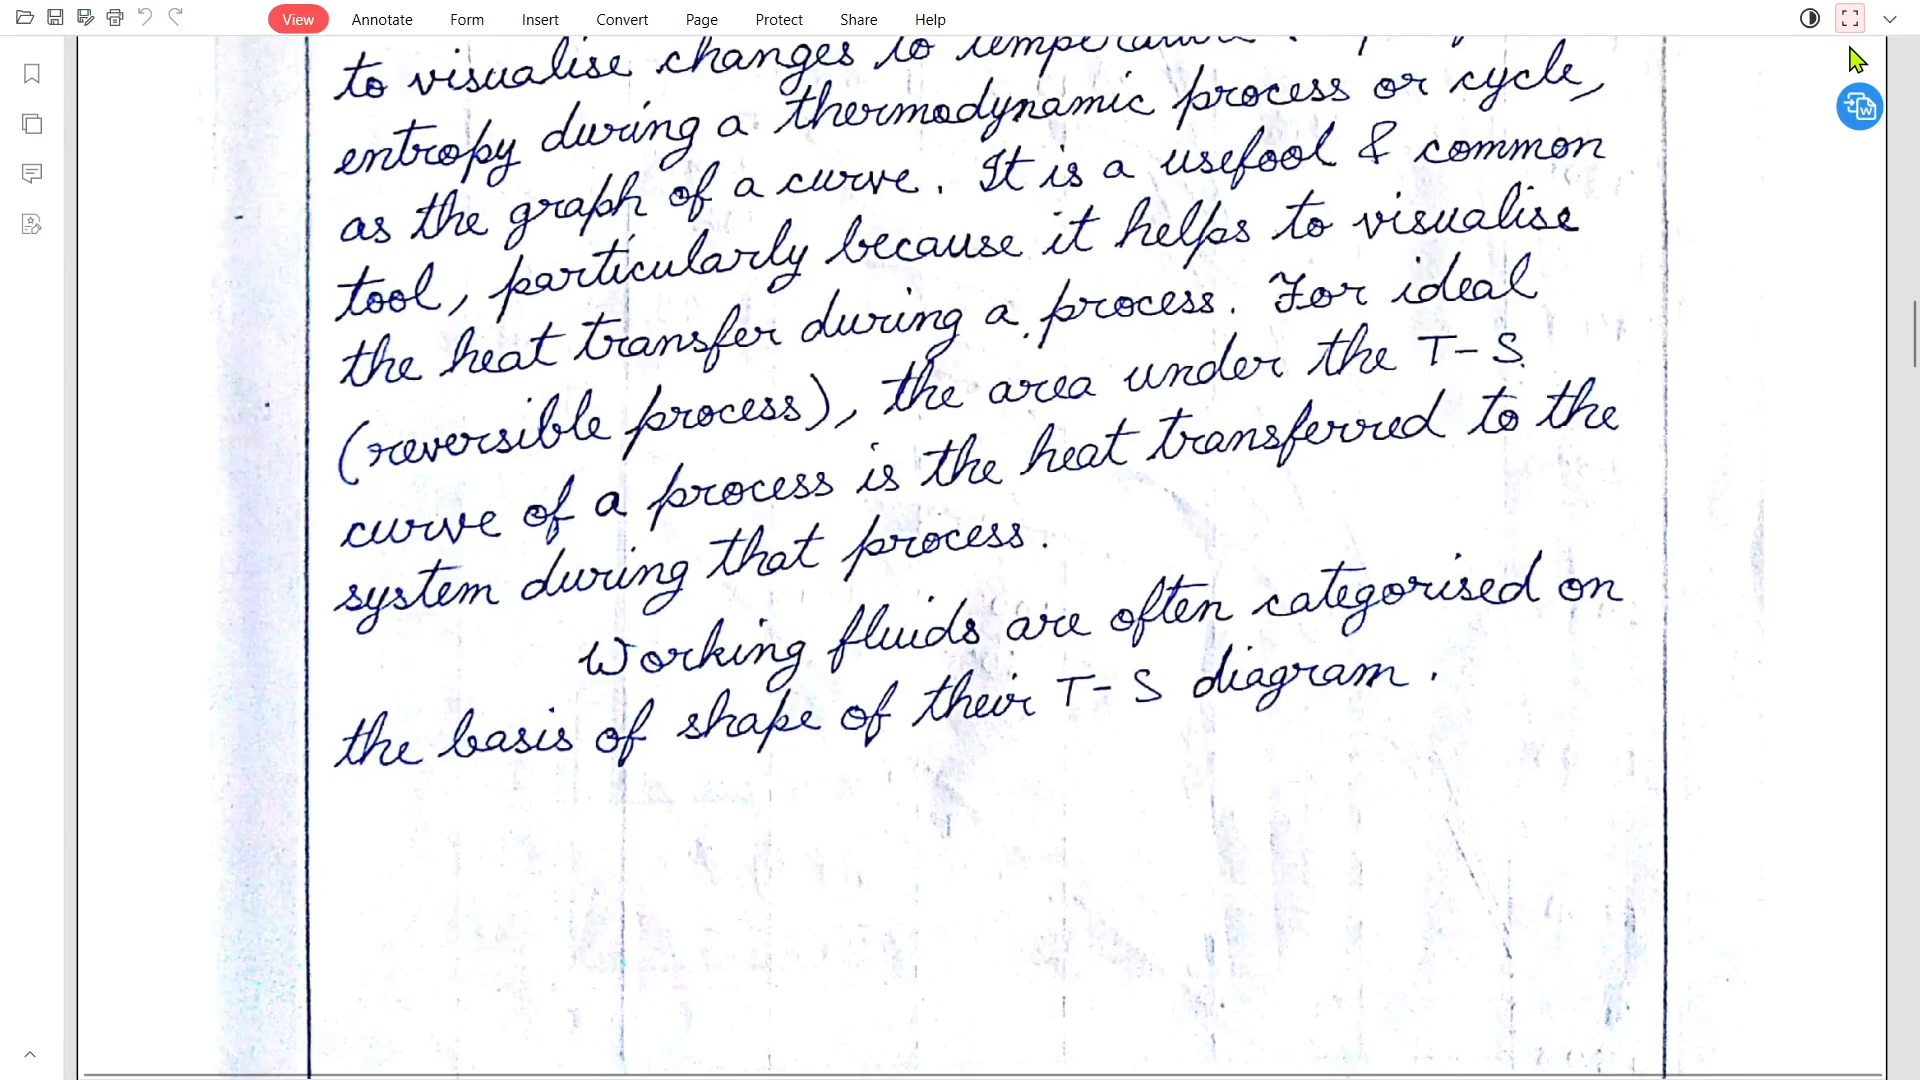 View Annotate Form Insert Convert Page Protect Share Help
to visualise changes to temperature
entropy during a thermodynamic process or cycle,
as the graph of a curve. It is a usefool & common
tool, particularly because it helps to visualise
the heat transfer during a process. For ideal
(reversible process), the area under the T-S
curve of a process is the heat transferred to the
system during that process.
Working fluids are often categorised on
the basis of shape of their T-S diagram.